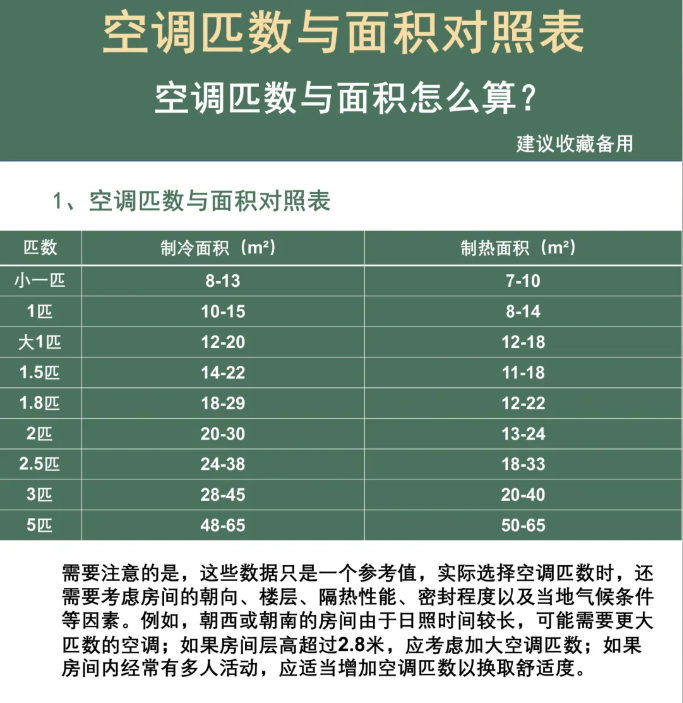 空调匹数与面积对照表
空调匹数与面积怎么算？
建议收藏备用
1、空调匹数与面积对照表
匹数 制冷面积（m²） 制热面积（m²）
小一匹 8-13 7-10
1匹 10-15 8-14
大1匹 12-20 12-18
1.5匹 14-22 11-18
1.8匹 18-29 12-22
2匹 20-30 13-24
2.5匹 24-38 18-33
3匹 28-45 20-40
5匹 48-65 50-65
需要注意的是，这些数据只是一个参考值，实际选择空调匹数时，还
需要考虑房间的朝向、楼层、隔热性能、密封程度以及当地气候条件
等因素。例如，朝西或朝南的房间由于日照时间较长，可能需要更大
匹数的空调；如果房间层高超过2.8米，应考虑加大空调匹数；如果
房间内经常有多人活动，应适当增加空调匹数以换取舒适度。